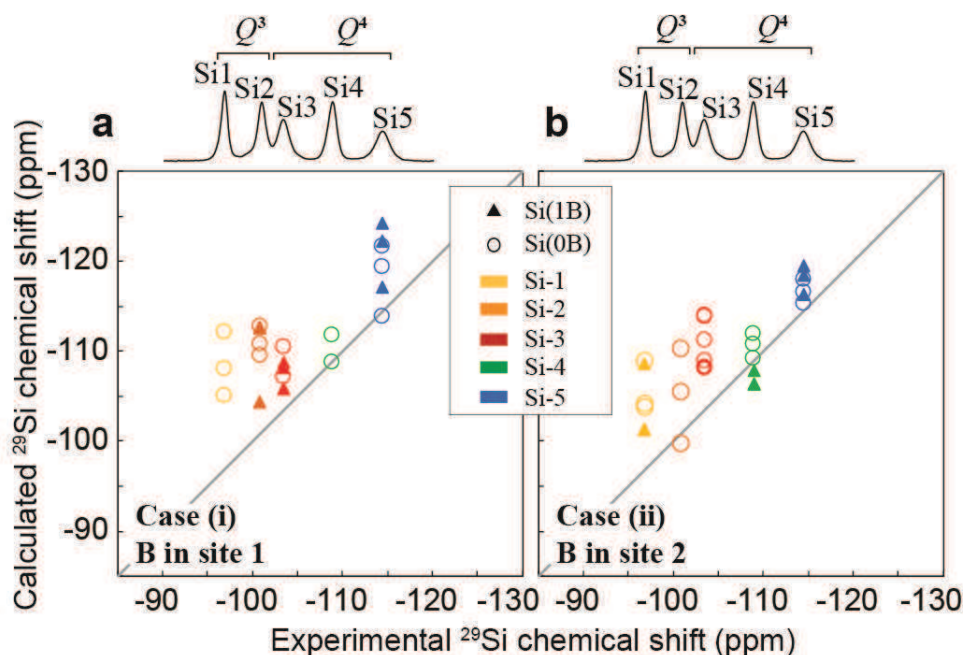 Q³ Q⁴
Si1 Si2 Si3 Si4 Si5
a
Q³ Q⁴
Si1 Si2 Si3 Si4 Si5
b
Calculated ²⁹Si chemical shift (ppm)
-130
-120
-110
-100
-90
Si(1B)
Si(0B)
Si-1
Si-2
Si-3
Si-4
Si-5
Case (i)
B in site 1
Case (ii)
B in site 2
-90 -100 -110 -120 -130
-90 -100 -110 -120 -130
Experimental ²⁹Si chemical shift (ppm)